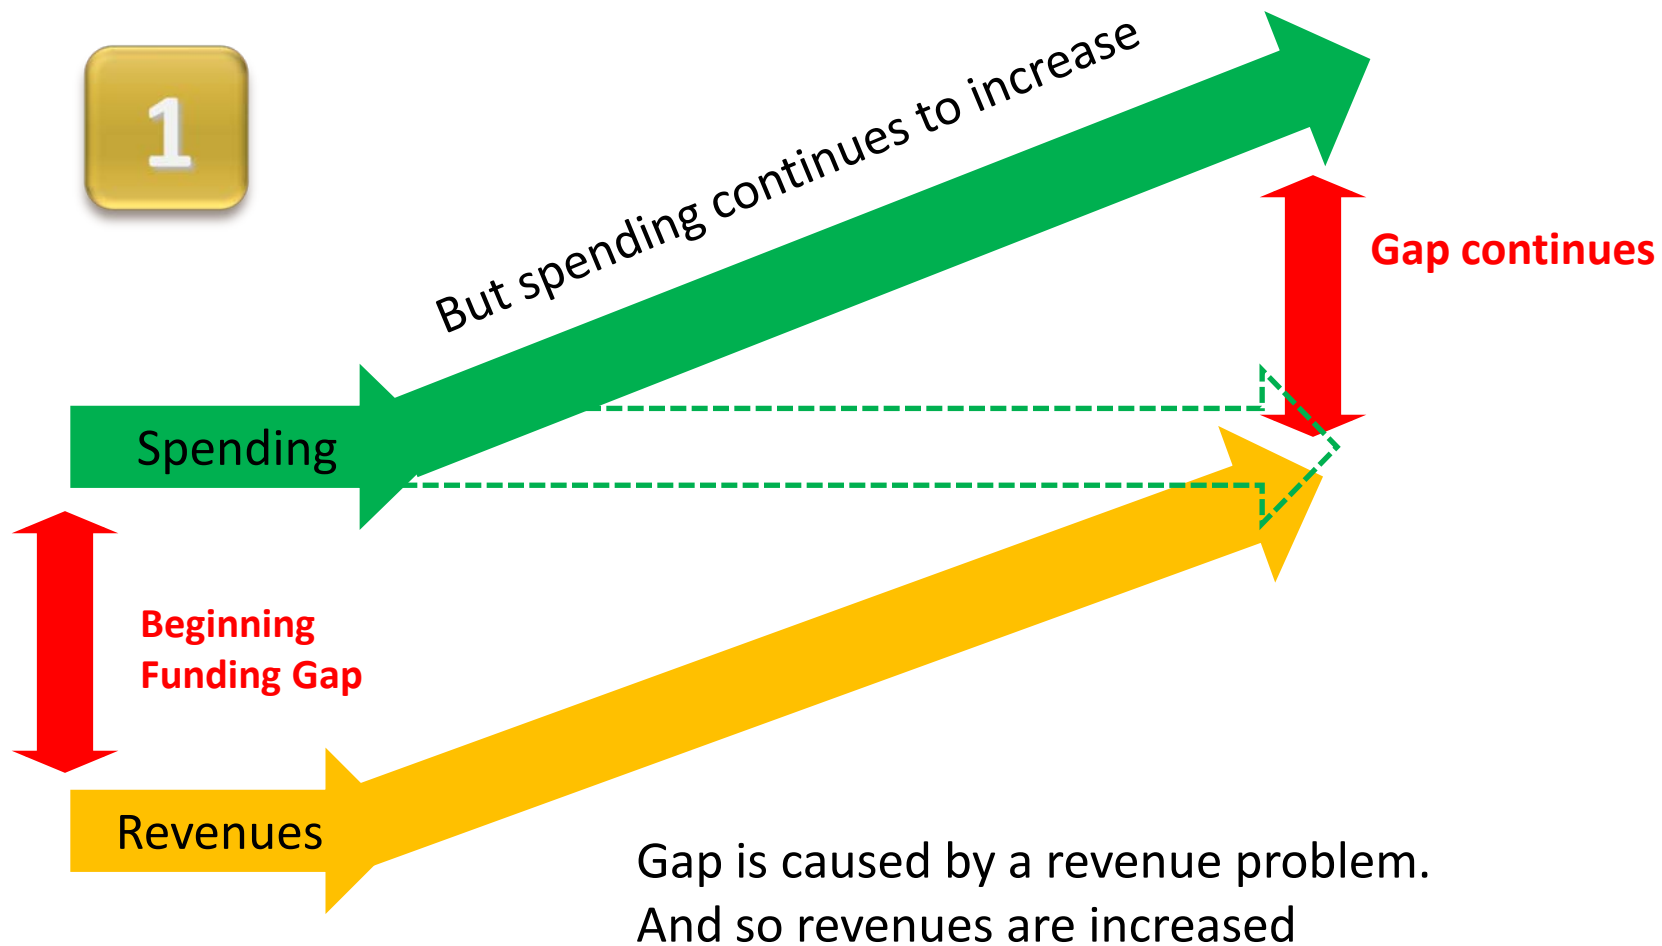 1
But spending continues to increase
Gap continues
Spending
Beginning
Funding Gap
Revenues
Gap is caused by a revenue problem.
And so revenues are increased